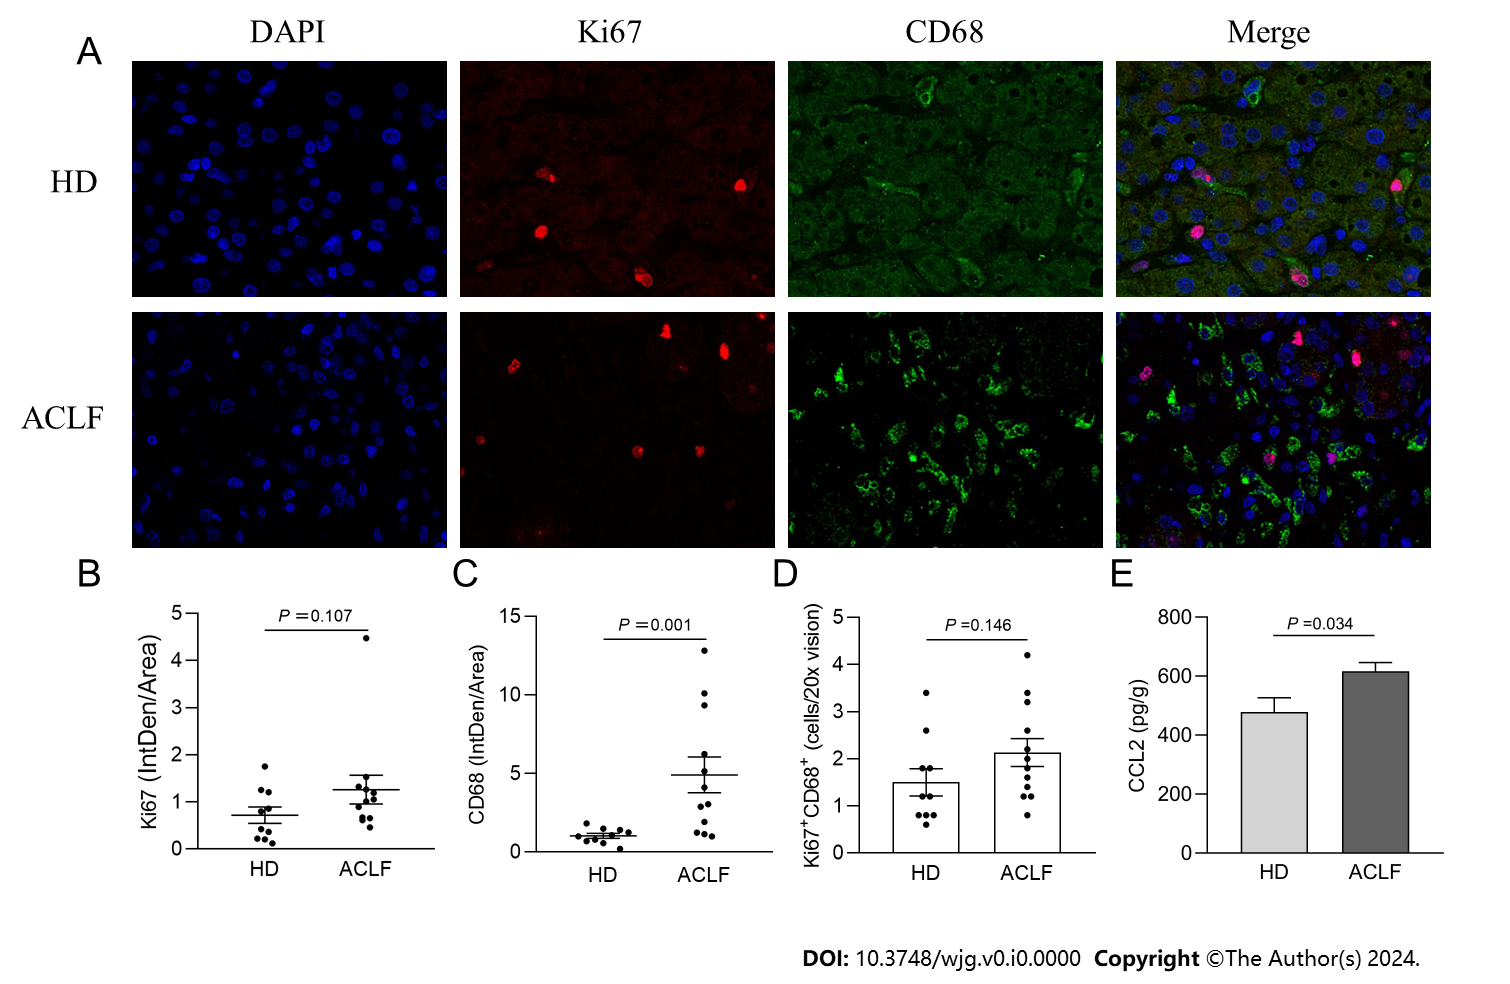 A
DAPI Ki67 CD68 Merge
HD
ACLF
B
Ki67 (IntDen/Area)
5
4
3
2
1
0
P =0.107
HD ACLF
C
CD68 (IntDen/Area)
15
10
5
0
P =0.001
HD ACLF
D
Ki67+CD68+ (cells/20x vision)
5
4
3
2
1
0
P =0.146
HD ACLF
E
CCL2 (pg/g)
800
600
400
200
0
P =0.034
HD ACLF
DOI: 10.3748/wjg.v0.i0.0000 Copyright ©The Author(s) 2024.